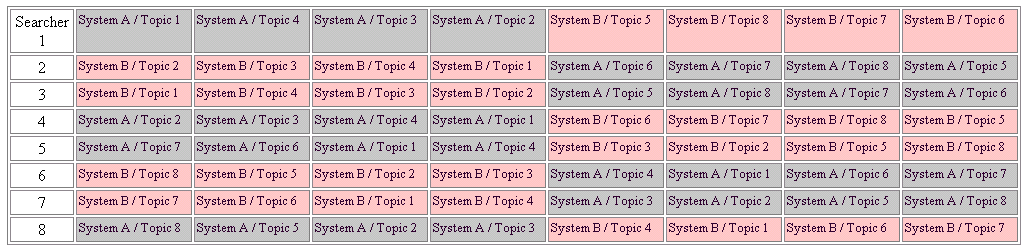 Searcher 1 System A / Topic 1 System A / Topic 4 System A / Topic 3 System A / Topic 2 System B / Topic 5 System B / Topic 8 System B / Topic 7 System B / Topic 6
2 System B / Topic 2 System B / Topic 3 System B / Topic 4 System B / Topic 1 System A / Topic 6 System A / Topic 7 System A / Topic 8 System A / Topic 5
3 System B / Topic 1 System B / Topic 4 System B / Topic 3 System B / Topic 2 System A / Topic 5 System A / Topic 8 System A / Topic 7 System A / Topic 6
4 System A / Topic 2 System A / Topic 3 System A / Topic 4 System A / Topic 1 System B / Topic 6 System B / Topic 7 System B / Topic 8 System B / Topic 5
5 System A / Topic 7 System A / Topic 6 System A / Topic 1 System A / Topic 4 System B / Topic 3 System B / Topic 2 System B / Topic 5 System B / Topic 8
6 System B / Topic 8 System B / Topic 5 System B / Topic 2 System B / Topic 3 System A / Topic 4 System A / Topic 1 System A / Topic 6 System A / Topic 7
7 System B / Topic 7 System B / Topic 6 System B / Topic 1 System B / Topic 4 System A / Topic 3 System A / Topic 2 System A / Topic 5 System A / Topic 8
8 System A / Topic 8 System A / Topic 5 System A / Topic 2 System A / Topic 3 System B / Topic 4 System B / Topic 1 System B / Topic 6 System B / Topic 7